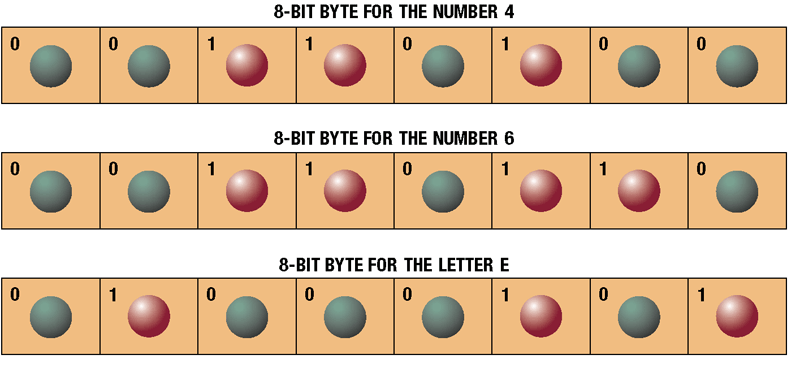 8-BIT BYTE FOR THE NUMBER 4
0 0 1 1 0 1 0 0
8-BIT BYTE FOR THE NUMBER 6
0 0 1 1 0 1 1 0
8-BIT BYTE FOR THE LETTER E
0 1 0 0 0 1 0 1